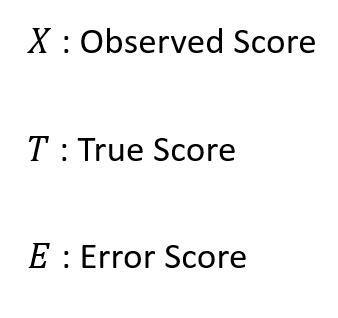 X : Observed Score
T : True Score
E : Error Score